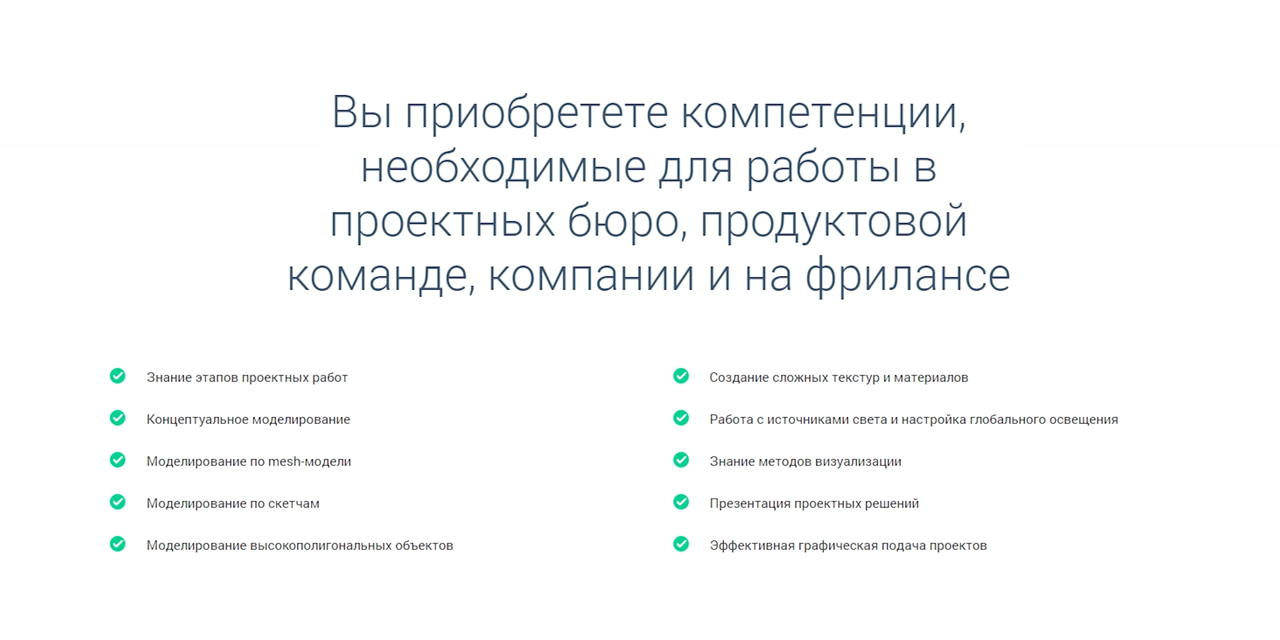 Вы приобретете компетенции,
необходимые для работы в
проектных бюро, продуктовой
команде, компании и на фрилансе
Знание этапов проектных работ
Концептуальное моделирование
Моделирование по mesh-модели
Моделирование по скетчам
Моделирование высокополигональных объектов
Создание сложных текстур и материалов
Работа с источниками света и настройка глобального освещения
Знание методов визуализации
Презентация проектных решений
Эффективная графическая подача проектов